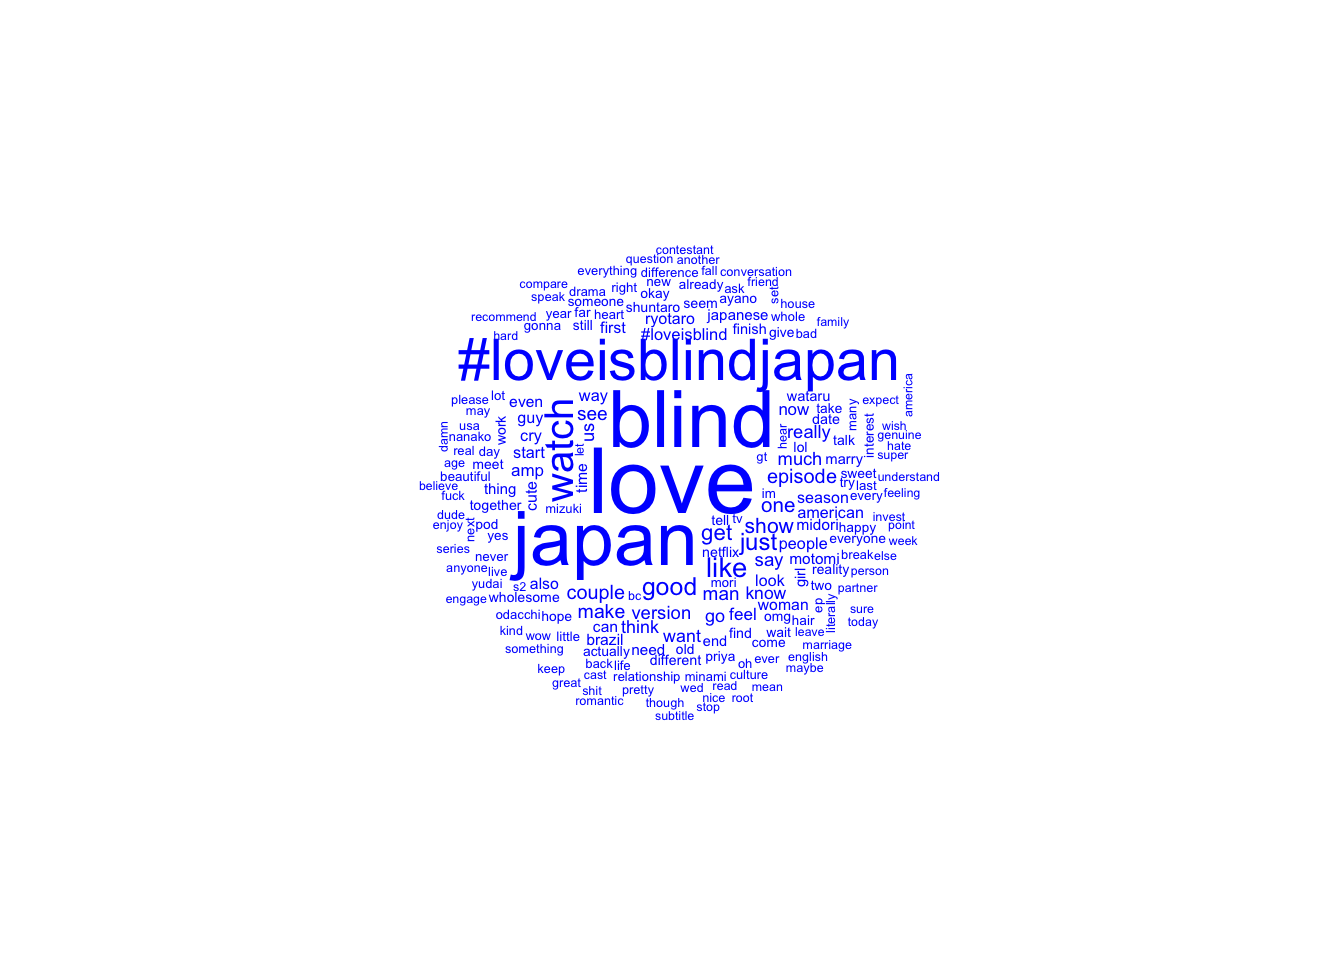 contestant
question another
everything difference fall conversation
compare drama right new already ask friend
speak someone okay seem ayano set house
recommend year far heart shuntaro ryotaro japanese whole family
hard gonna still first #loveisblind finish give bad
#loveisblindjapan
america
please lot even way blind wataru take many expect
may guy see now date wish
damn usa work cry watch us hear really talk interest genuine
nanako lol hate
real day start let much marry super
age meet amp time love gt episode sweet understand
beautiful try last
believe thing cute im season every feeling
fuck together mizuki one american
dude next pod japan tell tv show midori happy invest point
enjoy yes get just people everyone week
series never netflix say motomi break else
anyone live like look girl reality person
yudai s2 also good mori two partner
engage wholesome couple bc man know woman ep literally sure
odacchi hope make version go feel omg hair today
kind wow little can think want find wait leave
something brazil need old end come marriage
actually different priya oh ever english
keep back life culture maybe
great cast relationship minami read mean
shit pretty wed nice root
romantic though stop
subtitle